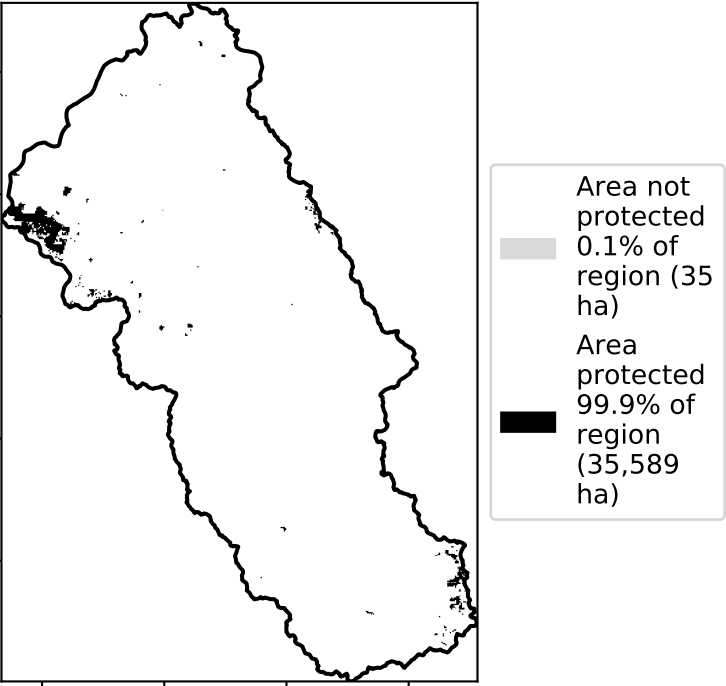 Area not
protected
0.1% of
region (35
ha)
Area
protected
99.9% of
region
(35,589
ha)